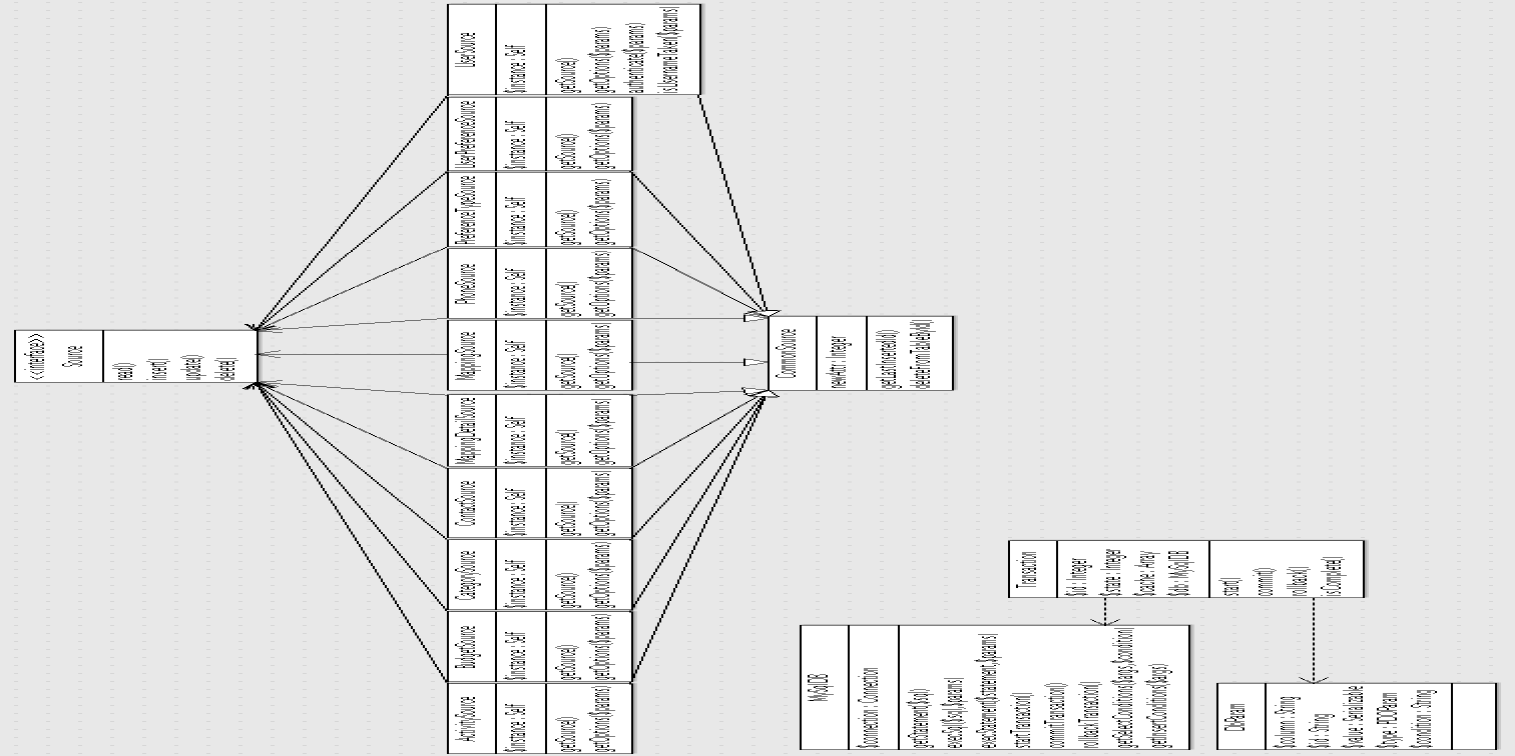 <<interface>>
Source
read()
insert()
update()
delete()
UserSource
$instance : Self
getSource()
getOptions($params)
authenticate($params)
isUsernameTaken($params)
UserPreferenceSource
$instance : Self
getSource()
getOptions($params)
PreferenceTypeSource
$instance : Self
getSource()
getOptions($params)
PhoneSource
$instance : Self
getSource()
getOptions($params)
MappingSource
$instance : Self
getSource()
getOptions($params)
MappingDetailSource
$instance : Self
getSource()
getOptions($params)
ContactSource
$instance : Self
getSource()
getOptions($params)
CategorySource
$instance : Self
getSource()
getOptions($params)
BudgetSource
$instance : Self
getSource()
getOptions($params)
ActivitySource
$instance : Self
getSource()
getOptions($params)
CommonSource
newAttr : Integer
getLastInsertedId()
deleteFromTableById()
Transaction
$id : Integer
$state : Integer
$cache : Array
$db : MySqlDB
start()
commit()
rollback()
isComplete()
MySqlDB
$connection : Connection
getStatement($sql)
execSql($sql,$params)
execStatement($statement,$params)
startTransaction()
commitTransaction()
rollbackTransaction()
getSelectConditions($args,$condition)
getInsertConditions($args)
DbParam
$column : String
$id : String
$value : Serializable
$type : PDOParam
$condition : String